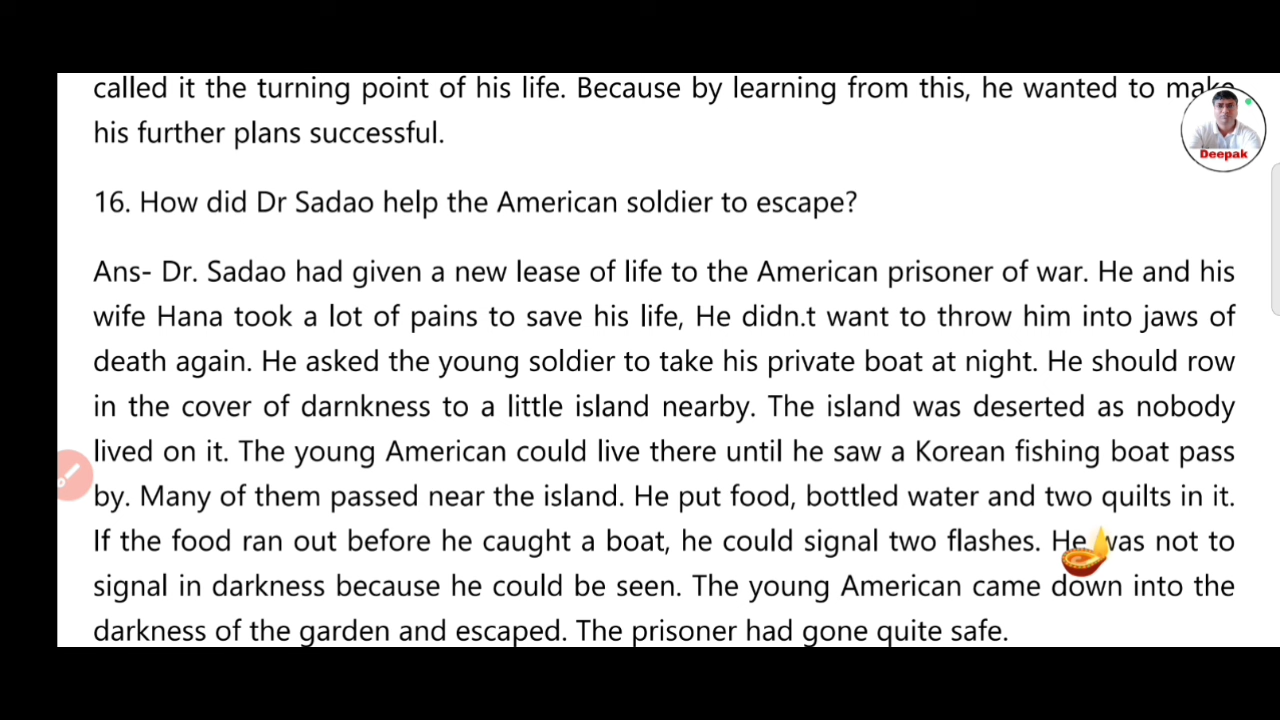 called it the turning point of his life. Because by learning from this, he wanted to make
his further plans successful.
Deepak
16. How did Dr Sadao help the American soldier to escape?
Ans- Dr. Sadao had given a new lease of life to the American prisoner of war. He and his
wife Hana took a lot of pains to save his life, He didn.t want to throw him into jaws of
death again. He asked the young soldier to take his private boat at night. He should row
in the cover of darnkness to a little island nearby. The island was deserted as nobody
lived on it. The young American could live there until he saw a Korean fishing boat pass
by. Many of them passed near the island. He put food, bottled water and two quilts in it.
If the food ran out before he caught a boat, he could signal two flashes. He was not to
signal in darkness because he could be seen. The young American came down into the
darkness of the garden and escaped. The prisoner had gone quite safe.